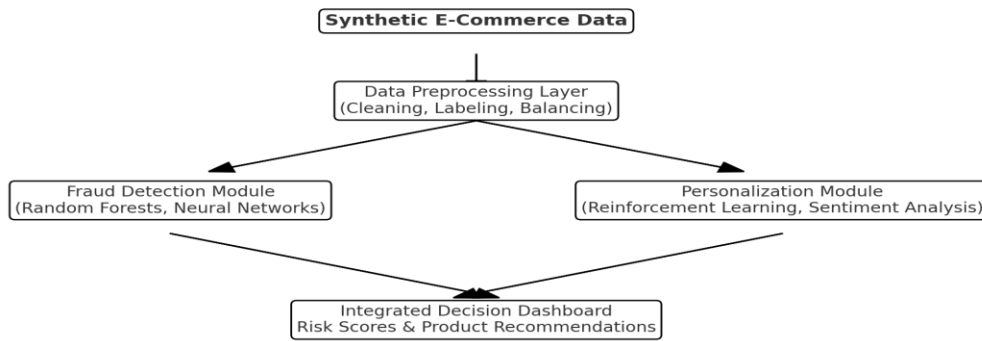 Synthetic E-Commerce Data
Data Preprocessing Layer
(Cleaning, Labeling, Balancing)
Fraud Detection Module
(Random Forests, Neural Networks)
Personalization Module
(Reinforcement Learning, Sentiment Analysis)
Integrated Decision Dashboard
Risk Scores & Product Recommendations